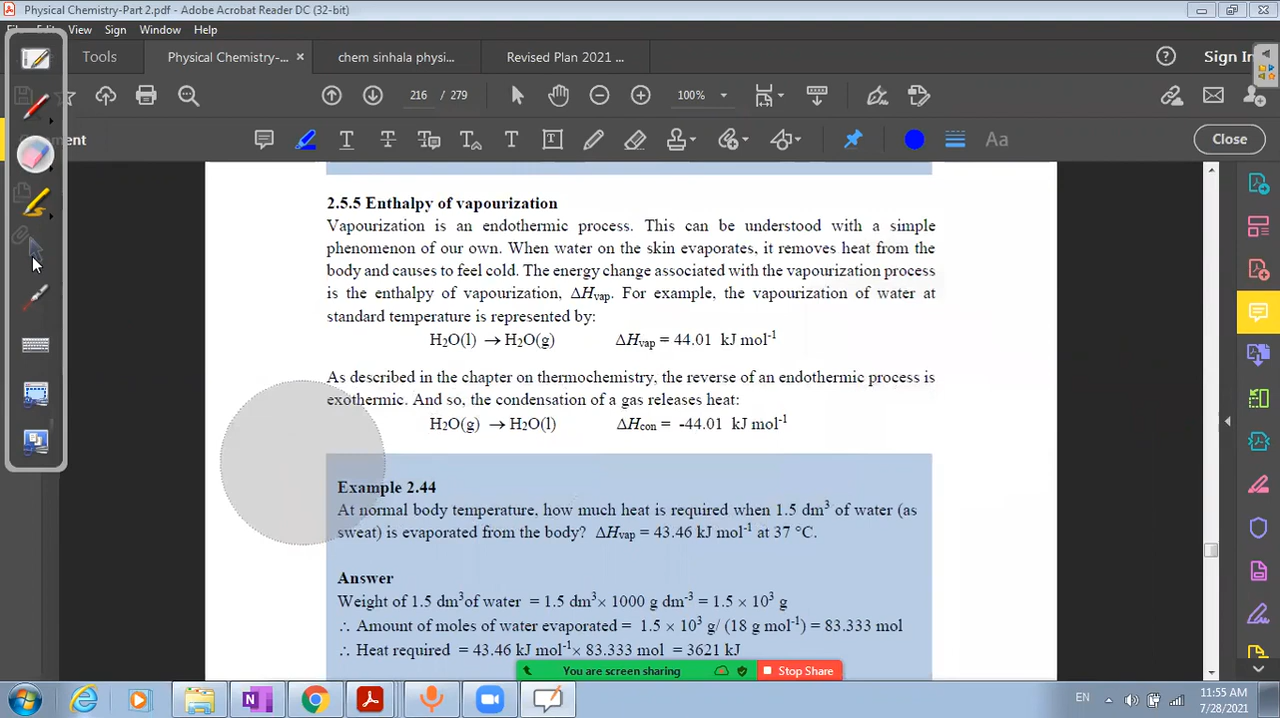 Physical Chemistry-Part 2.pdf - Adobe Acrobat Reader DC (32-bit)
View Sign Window Help
Tools Physical Chemistry-... × chem sinhala physi... Revised Plan 2021 ... Sign In
216 / 279 100%
Close
2.5.5 Enthalpy of vapourization
Vapourization is an endothermic process. This can be understood with a simple
phenomenon of our own. When water on the skin evaporates, it removes heat from the
body and causes to feel cold. The energy change associated with the vapourization process
is the enthalpy of vapourization, ΔHvap. For example, the vapourization of water at
standard temperature is represented by:
H2O(l) → H2O(g) ΔHvap = 44.01 kJ mol-1
As described in the chapter on thermochemistry, the reverse of an endothermic process is
exothermic. And so, the condensation of a gas releases heat:
H2O(g) → H2O(l) ΔHcon = -44.01 kJ mol-1
Example 2.44
At normal body temperature, how much heat is required when 1.5 dm3 of water (as
sweat) is evaporated from the body? ΔHvap = 43.46 kJ mol-1 at 37 °C.
Answer
Weight of 1.5 dm3of water = 1.5 dm3× 1000 g dm-3 = 1.5 × 103 g
∴ Amount of moles of water evaporated = 1.5 × 103 g/ (18 g mol-1) = 83.333 mol
∴ Heat required = 43.46 kJ mol-1× 83.333 mol = 3621 kJ
You are screen sharing Stop Share
EN 11:55 AM
7/28/2021